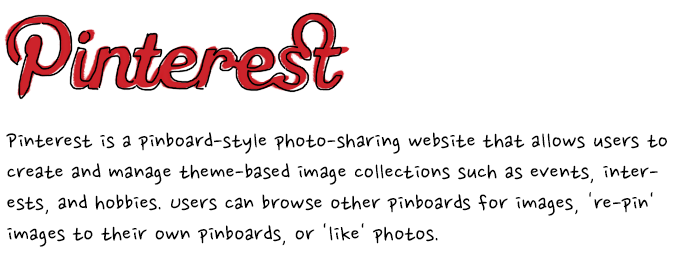 Pinterest
Pinterest is a pinboard-style photo-sharing website that allows users to
create and manage theme-based image collections such as events, inter-
ests, and hobbies. Users can browse other pinboards for images, 're-pin'
images to their own pinboards, or 'like' photos.